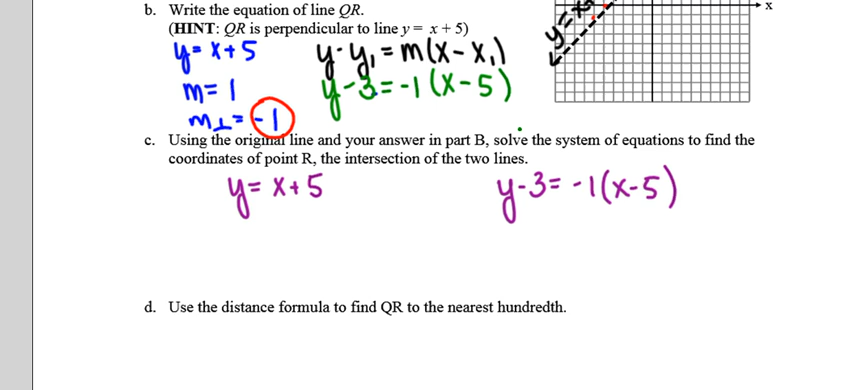 b. Write the equation of line QR.
(HINT: QR is perpendicular to line y = x + 5)
y = x + 5
y - y₁ = m(x - x₁)
m = 1
y - 3 = -1(x - 5)
m⊥ = -1
y = x
x
c. Using the original line and your answer in part B, solve the system of equations to find the
coordinates of point R, the intersection of the two lines.
y = x + 5
y - 3 = -1(x - 5)
d. Use the distance formula to find QR to the nearest hundredth.